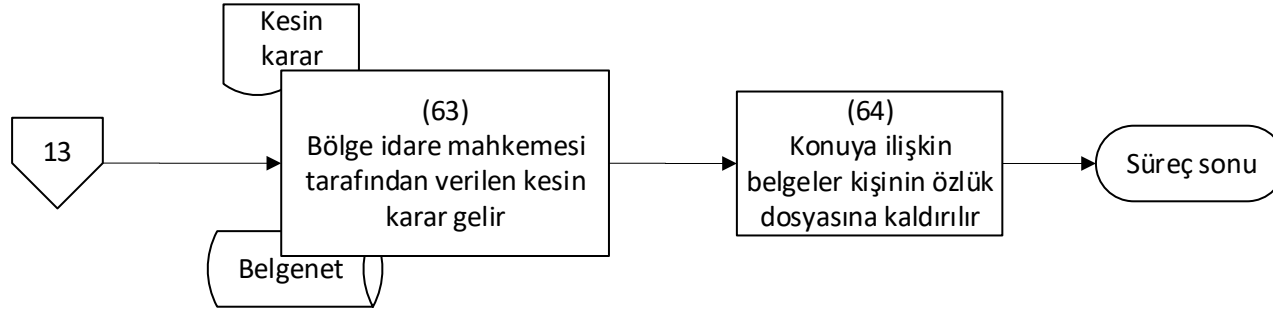 Kesin
karar
13
(63)
Bölge idare mahkemesi
tarafından verilen kesin
karar gelir
Belgenet
(64)
Konuya ilişkin
belgeler kişinin özlük
dosyasına kaldırılır
Süreç sonu